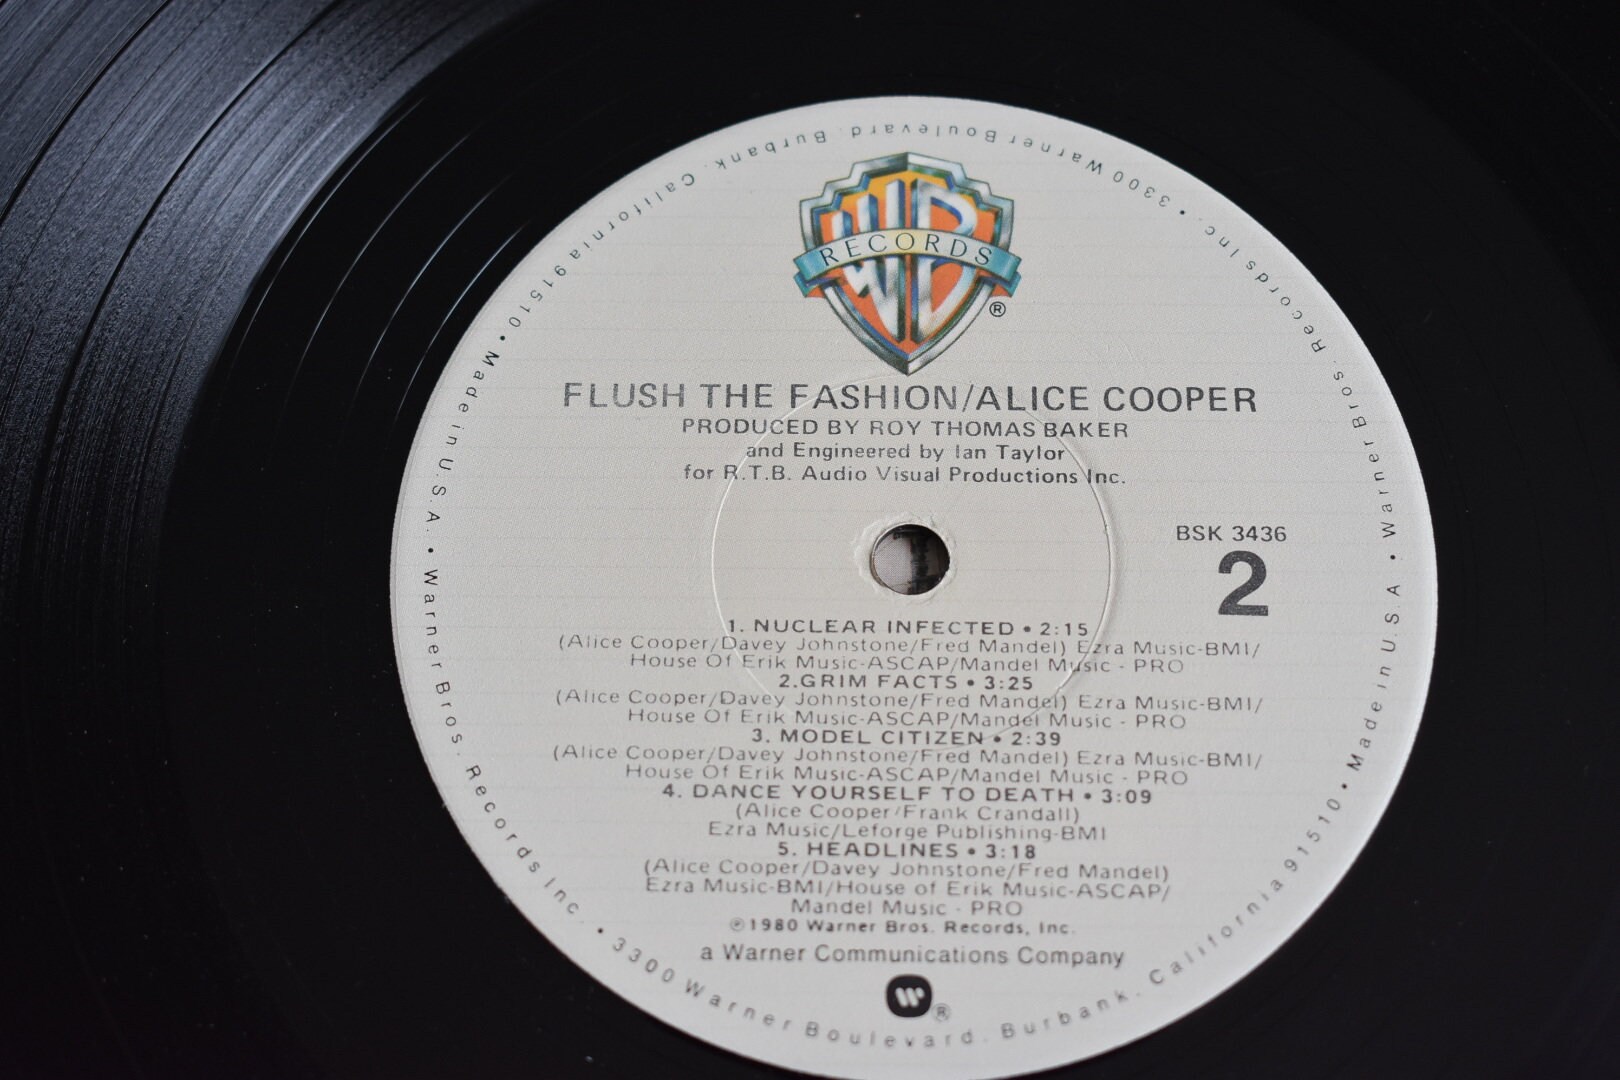 WB
RECORDS
®
FLUSH THE FASHION/ALICE COOPER
PRODUCED BY ROY THOMAS BAKER
and Engineered by Ian Taylor
for R.T.B. Audio Visual Productions Inc.
BSK 3436
2
1. NUCLEAR INFECTED • 2:15
(Alice Cooper/Davey Johnstone/Fred Mandel) Ezra Music-BMI/
House Of Erik Music-ASCAP/Mandel Music - PRO
2.GRIM FACTS • 3:25
(Alice Cooper/Davey Johnstone/Fred Mandel) Ezra Music-BMI/
House Of Erik Music-ASCAP/Mandel Music - PRO
3. MODEL CITIZEN • 2:39
(Alice Cooper/Davey Johnstone/Fred Mandel) Ezra Music-BMI/
House Of Erik Music-ASCAP/Mandel Music - PRO
4. DANCE YOURSELF TO DEATH • 3:09
(Alice Cooper/Frank Crandall)
Ezra Music/Leforge Publishing-BMI
5. HEADLINES • 3:18
(Alice Cooper/Davey Johnstone/Fred Mandel)
Ezra Music-BMI/House of Erik Music-ASCAP/
Mandel Music - PRO
℗1980 Warner Bros. Records, Inc.
a Warner Communications Company
®
Made in U.S.A. • Warner Bros. Records Inc. • 3300 Warner Boulevard. Burbank. California 91510 • Made in U.S.A • Warner Bros. Records Inc. • 3300 Warner Boulevard. Burbank. California 91510 •